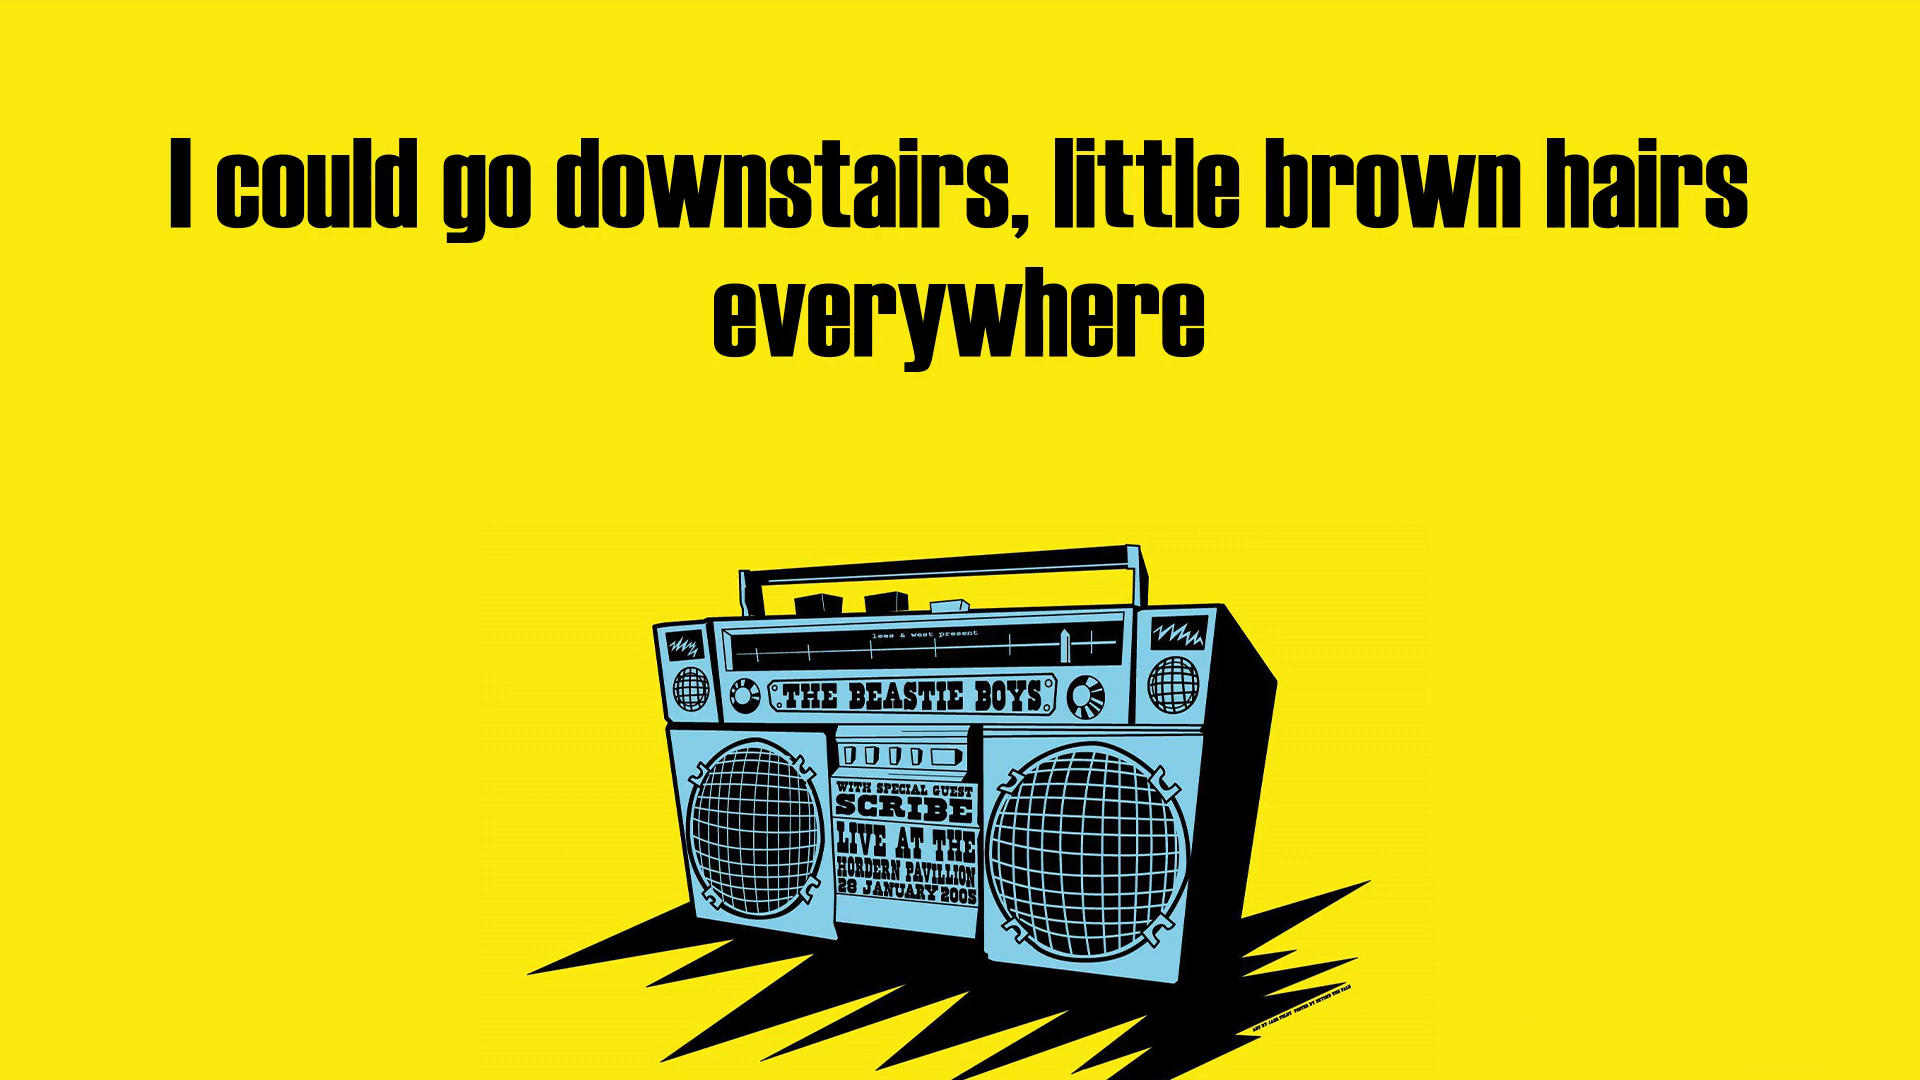 I could go downstairs, little brown hairs
everywhere
lees & west present
THE BEASTIE BOYS
WITH SPECIAL GUEST
SCRIBE
LIVE AT THE
HORDERN PAVILLION
28 JANUARY 2005